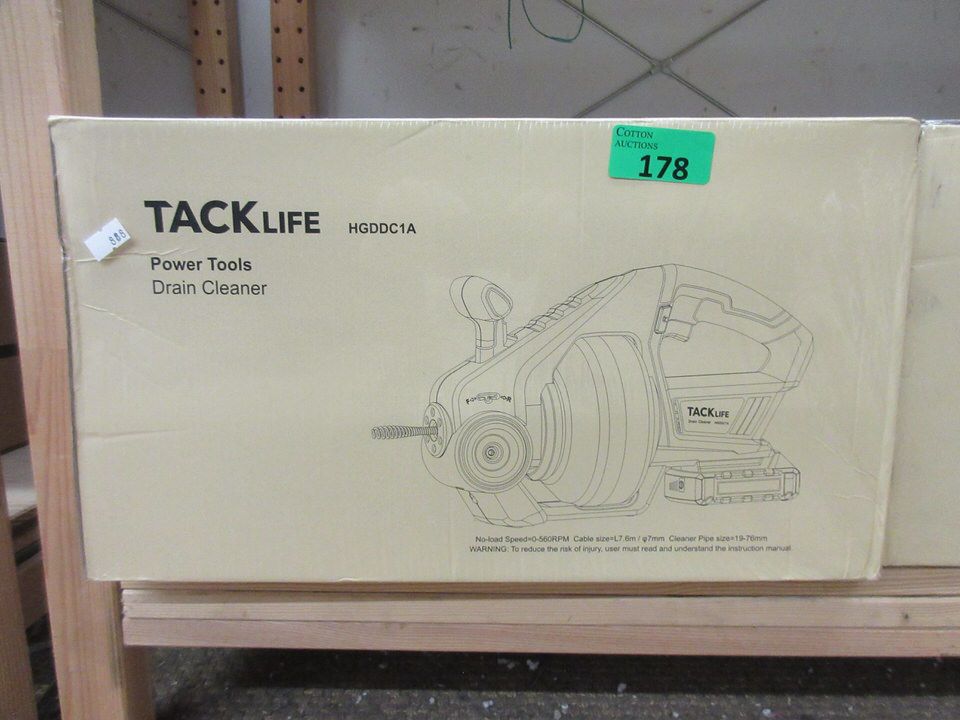 COTTON
AUCTIONS
178
TACKLIFE HGDDC1A
Power Tools
Drain Cleaner
F R
TACKLIFE
Drain Cleaner HGDDC1A
No-load Speed=0-560RPM Cable size=L7.6m / φ7mm Cleaner Pipe size=19-76mm
WARNING: To reduce the risk of injury, user must read and understand the instruction manual.